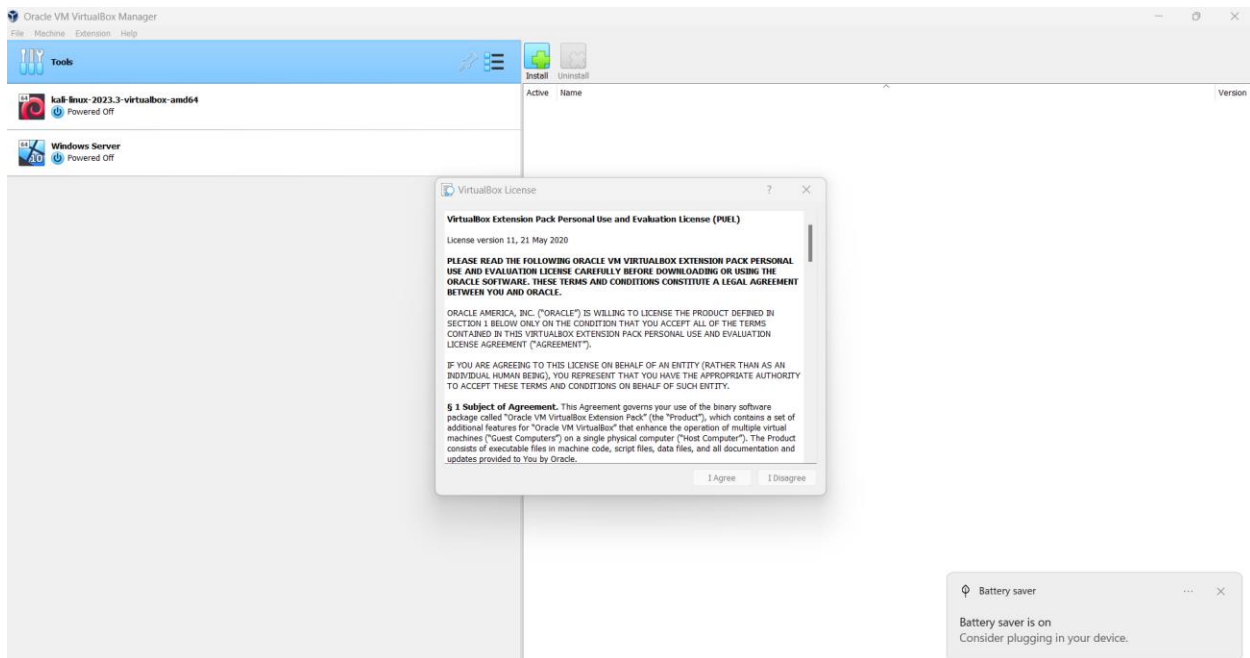 Oracle VM VirtualBox Manager
File Machine Extension Help
Tools
Install Uninstall
Active Name Version
64
kali-linux-2023.3-virtualbox-amd64
Powered Off
64
10
Windows Server
Powered Off
VirtualBox License
VirtualBox Extension Pack Personal Use and Evaluation License (PUEL)
License version 11, 21 May 2020
PLEASE READ THE FOLLOWING ORACLE VM VIRTUALBOX EXTENSION PACK PERSONAL
USE AND EVALUATION LICENSE CAREFULLY BEFORE DOWNLOADING OR USING THE
ORACLE SOFTWARE. THESE TERMS AND CONDITIONS CONSTITUTE A LEGAL AGREEMENT
BETWEEN YOU AND ORACLE.
ORACLE AMERICA, INC. ("ORACLE") IS WILLING TO LICENSE THE PRODUCT DEFINED IN
SECTION 1 BELOW ONLY ON THE CONDITION THAT YOU ACCEPT ALL OF THE TERMS
CONTAINED IN THIS VIRTUALBOX EXTENSION PACK PERSONAL USE AND EVALUATION
LICENSE AGREEMENT ("AGREEMENT").
IF YOU ARE AGREEING TO THIS LICENSE ON BEHALF OF AN ENTITY (RATHER THAN AS AN
INDIVIDUAL HUMAN BEING), YOU REPRESENT THAT YOU HAVE THE APPROPRIATE AUTHORITY
TO ACCEPT THESE TERMS AND CONDITIONS ON BEHALF OF SUCH ENTITY.
§ 1 Subject of Agreement. This Agreement governs your use of the binary software
package called "Oracle VM VirtualBox Extension Pack" (the "Product"), which contains a set of
additional features for "Oracle VM VirtualBox" that enhance the operation of multiple virtual
machines ("Guest Computers") on a single physical computer ("Host Computer"). The Product
consists of executable files in machine code, script files, data files, and all documentation and
updates provided to You by Oracle.
I Agree I Disagree
Battery saver
Battery saver is on
Consider plugging in your device.